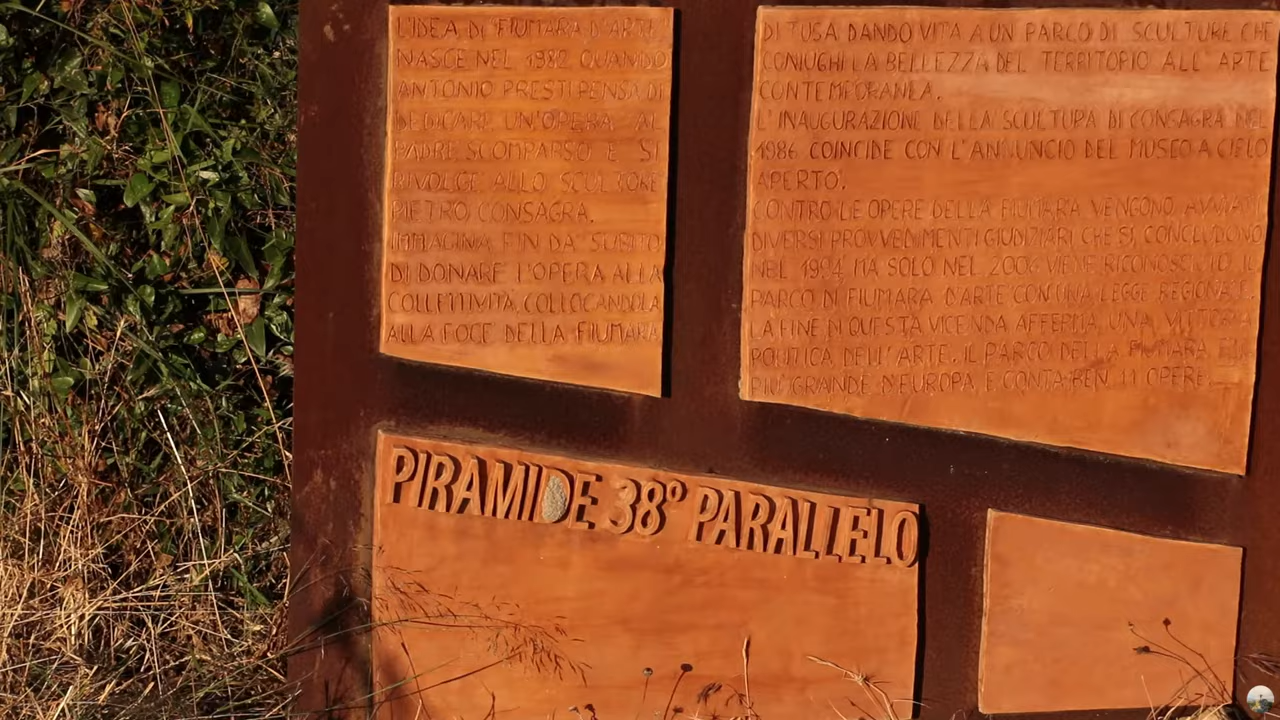 L'IDEA DI "FIUMARA D'ARTE"
NASCE NEL 1982 QUANDO
ANTONIO PRESTI PENSA DI
DEDICARE UN'OPERA AL
PADRE SCOMPARSO E SI
RIVOLGE ALLO SCULTORE
PIETRO CONSAGRA.
IMMAGINA FIN DA SUBITO
DI DONARE L'OPERA ALLA
COLLETTIVITÀ COLLOCANDOLA
ALLA FOCE DELLA FIUMARA
DI TUSA DANDO VITA A UN PARCO DI SCULTURE CHE
CONIUGHI LA BELLEZZA DEL TERRITORIO ALL'ARTE
CONTEMPORANEA.
L'INAUGURAZIONE DELLA SCULTURA DI CONSAGRA NEL
1986 COINCIDE CON L'ANNUNCIO DEL MUSEO A CIELO
APERTO.
CONTRO LE OPERE DELLA FIUMARA VENGONO AVVIATI
DIVERSI PROVVEDIMENTI GIUDIZIARI CHE SI CONCLUDONO
NEL 1994 MA SOLO NEL 2006 VIENE RICONOSCIUTO IL
PARCO DI FIUMARA D'ARTE CON UNA LEGGE REGIONALE.
LA FINE DI QUESTA VICENDA AFFERMA UNA VITTORIA
POLITICA DELL'ARTE. IL PARCO DELLA FIUMARA
PIU' GRANDE D'EUROPA E CONTA BEN 11 OPERE.
PIRAMIDE 38° PARALLELO